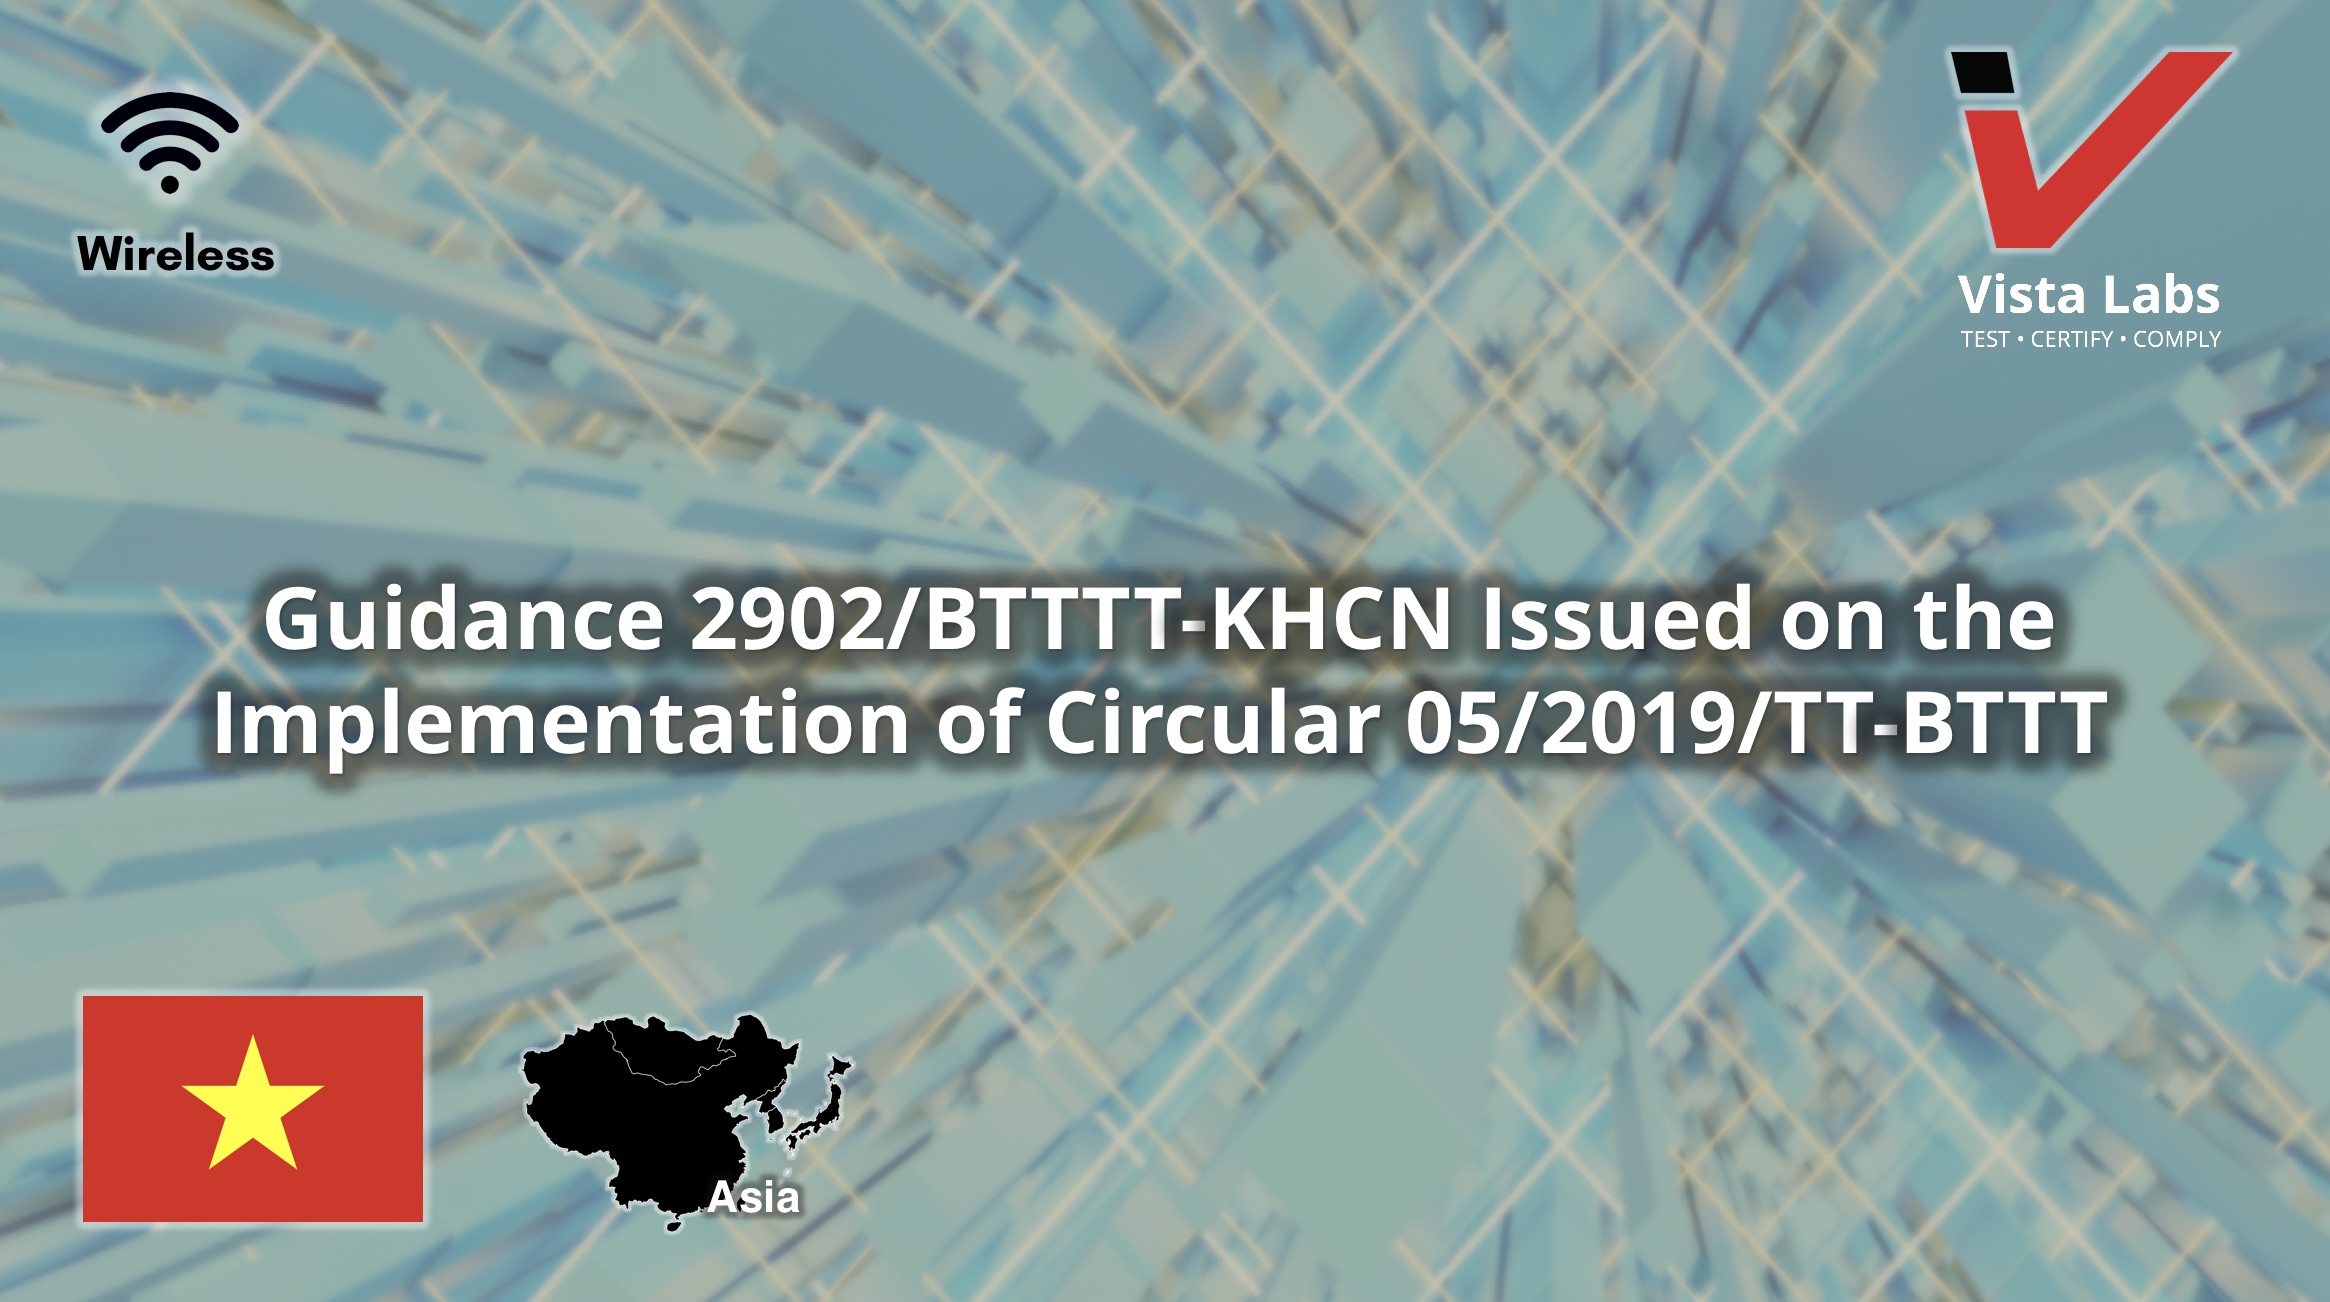 Wireless
Vista Labs
TEST • CERTIFY • COMPLY
Guidance 2902/BTTTT-KHCN Issued on the
Implementation of Circular 05/2019/TT-BTTT
Asia